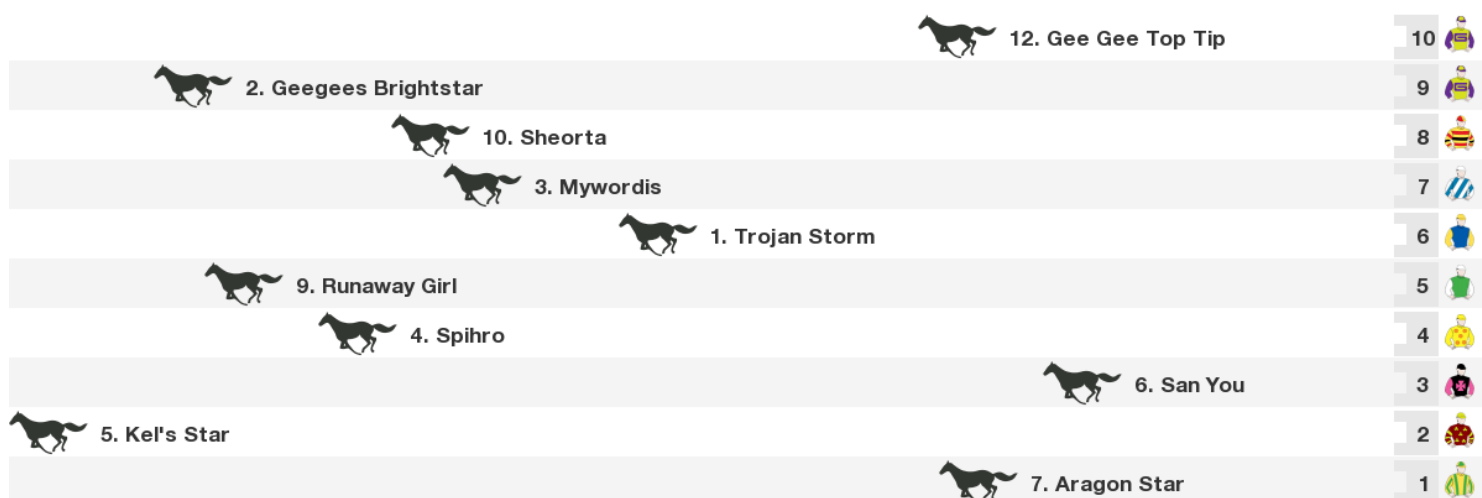 12. Gee Gee Top Tip 10
2. Geegees Brightstar 9
10. Sheorta 8
3. Mywordis 7
1. Trojan Storm 6
9. Runaway Girl 5
4. Spihro 4
6. San You 3
5. Kel's Star 2
7. Aragon Star 1